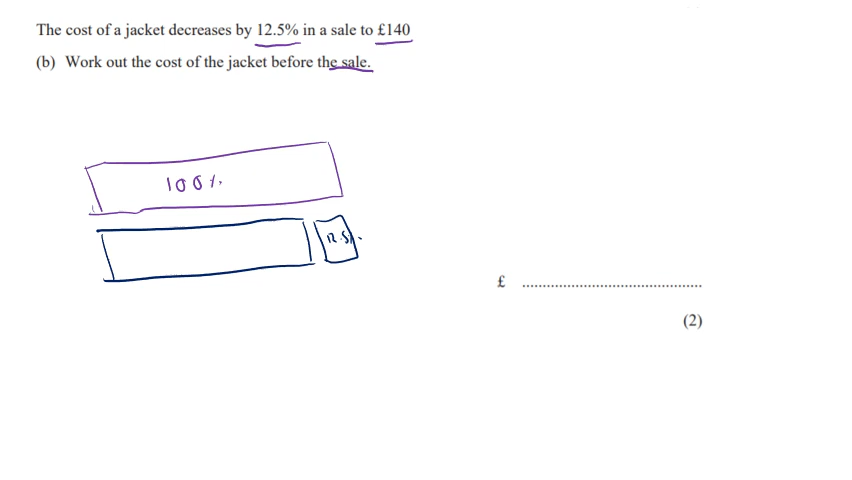 The cost of a jacket decreases by 12.5% in a sale to £140
(b) Work out the cost of the jacket before the sale.
100%
12.5%
£ ............................................
(2)